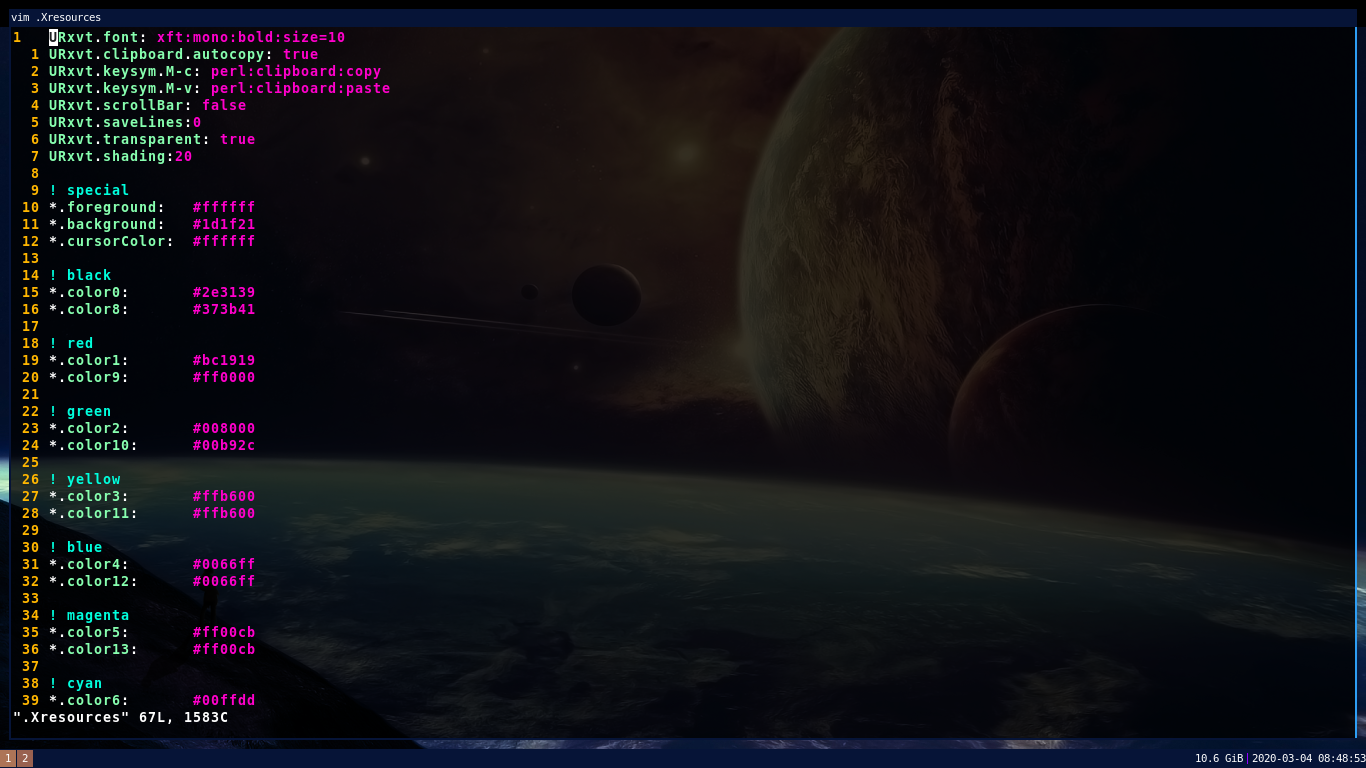 vim .Xresources
1   URxvt.font: xft:mono:bold:size=10
  1 URxvt.clipboard.autocopy: true
  2 URxvt.keysym.M-c: perl:clipboard:copy
  3 URxvt.keysym.M-v: perl:clipboard:paste
  4 URxvt.scrollBar: false
  5 URxvt.saveLines:0
  6 URxvt.transparent: true
  7 URxvt.shading:20
  8
  9 ! special
 10 *.foreground:   #ffffff
 11 *.background:   #1d1f21
 12 *.cursorColor:  #ffffff
 13
 14 ! black
 15 *.color0:       #2e3139
 16 *.color8:       #373b41
 17
 18 ! red
 19 *.color1:       #bc1919
 20 *.color9:       #ff0000
 21
 22 ! green
 23 *.color2:       #008000
 24 *.color10:      #00b92c
 25
 26 ! yellow
 27 *.color3:       #ffb600
 28 *.color11:      #ffb600
 29
 30 ! blue
 31 *.color4:       #0066ff
 32 *.color12:      #0066ff
 33
 34 ! magenta
 35 *.color5:       #ff00cb
 36 *.color13:      #ff00cb
 37
 38 ! cyan
 39 *.color6:       #00ffdd
".Xresources" 67L, 1583C
1 2 10.6 GiB 2020-03-04 08:48:53